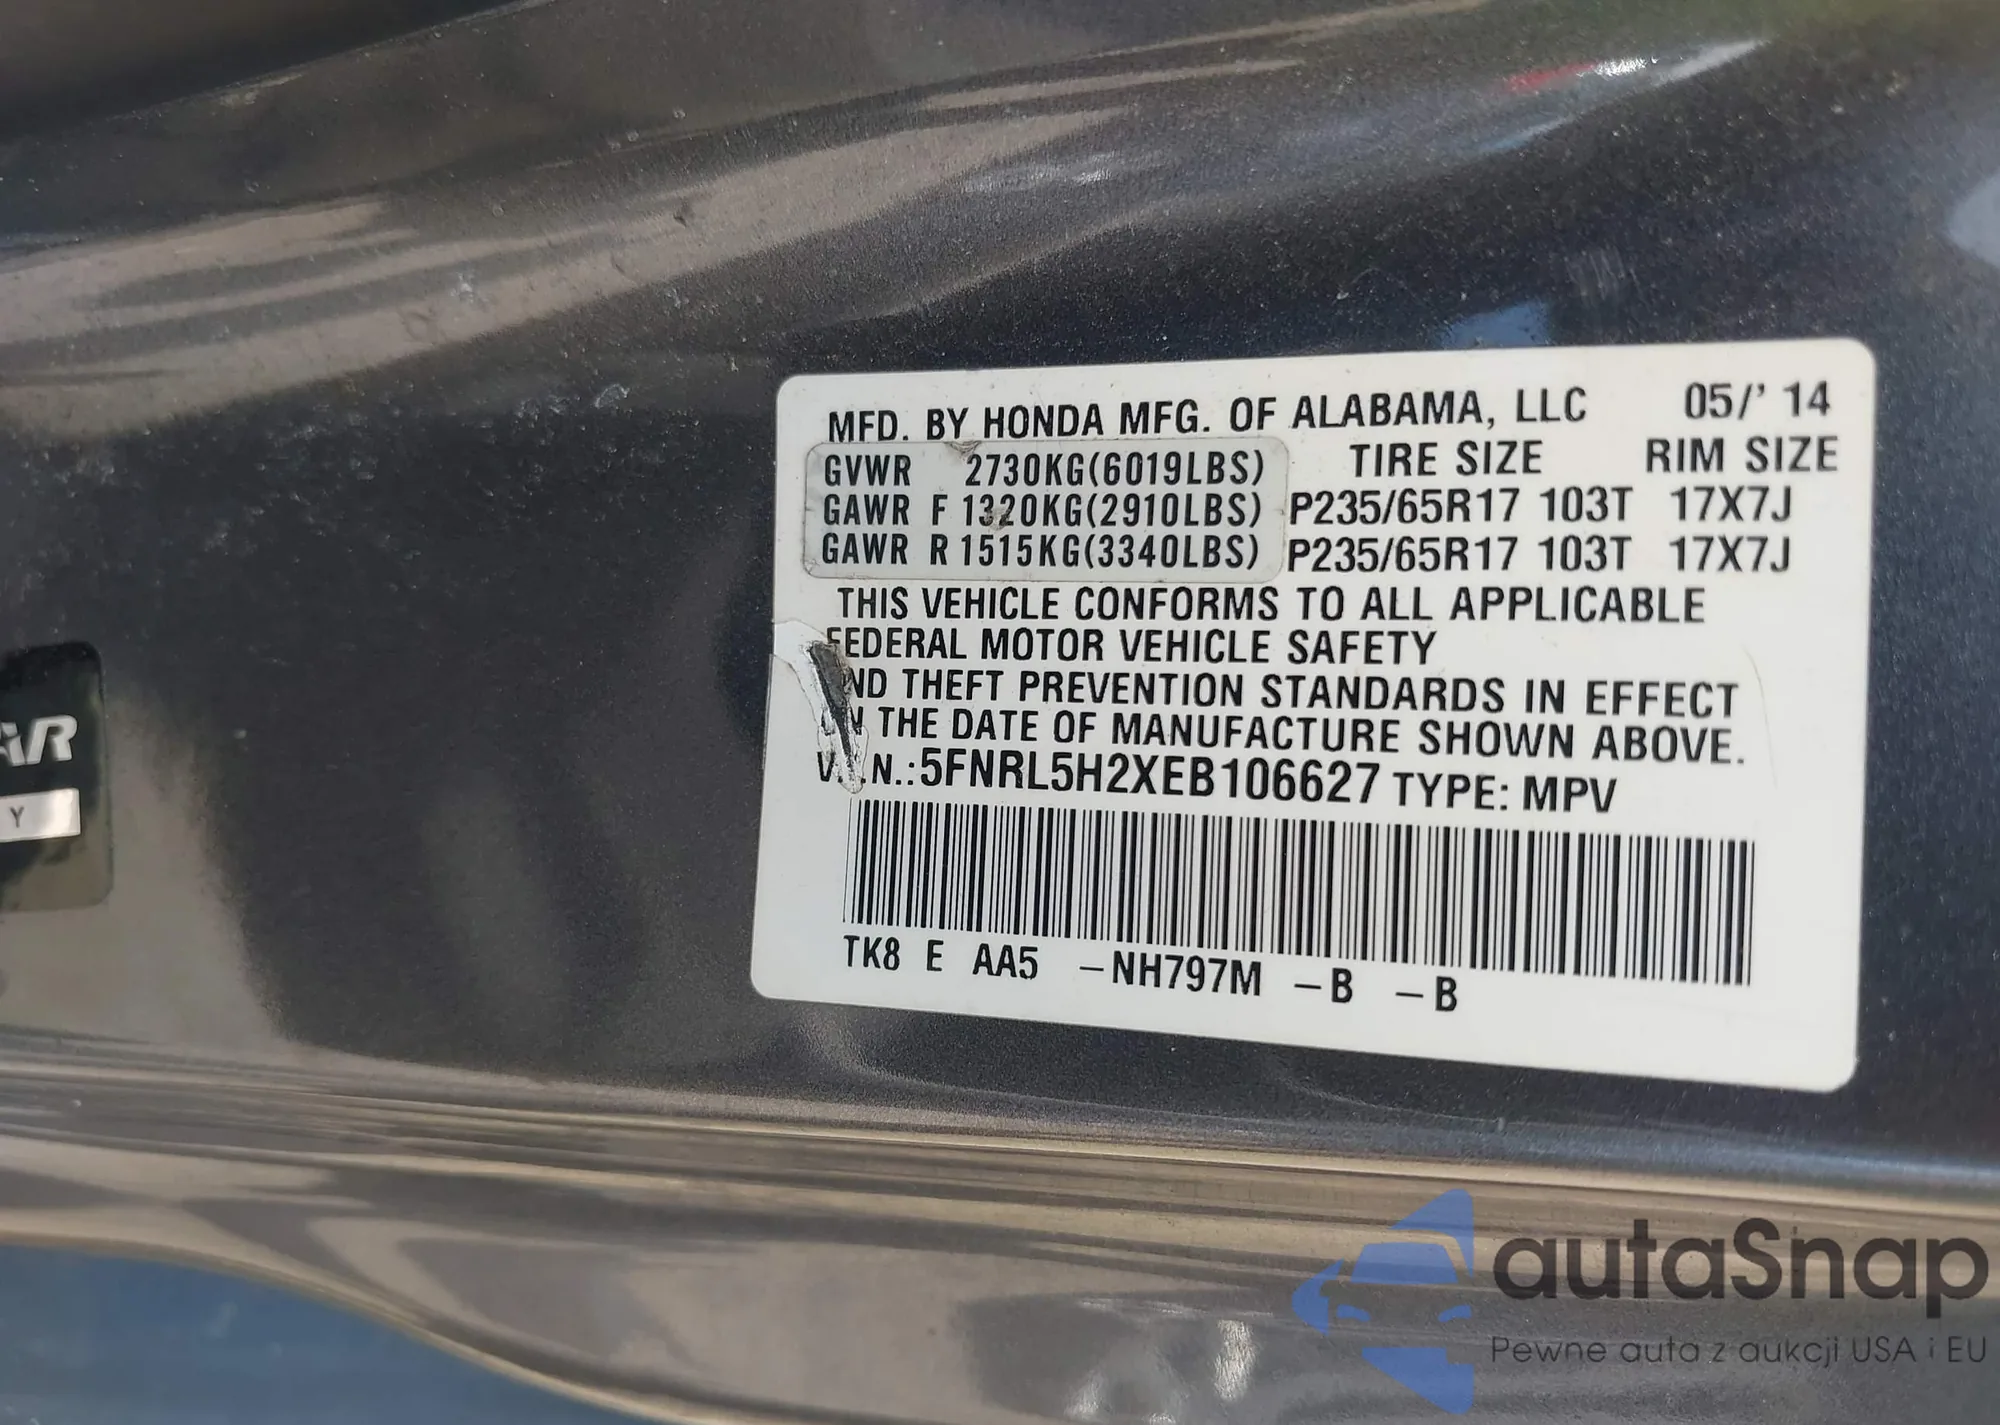 MFD. BY HONDA MFG. OF ALABAMA, LLC 05/' 14
GVWR 2730KG(6019LBS) TIRE SIZE RIM SIZE
GAWR F 1320KG(2910LBS) P235/65R17 103T 17X7J
GAWR R 1515KG(3340LBS) P235/65R17 103T 17X7J
THIS VEHICLE CONFORMS TO ALL APPLICABLE
FEDERAL MOTOR VEHICLE SAFETY
AND THEFT PREVENTION STANDARDS IN EFFECT
ON THE DATE OF MANUFACTURE SHOWN ABOVE.
V.I.N.:5FNRL5H2XEB106627 TYPE: MPV
TK8 E AA5 -NH797M -B -B
Y
autaSnap
Pewne auta z aukcji USA i EU